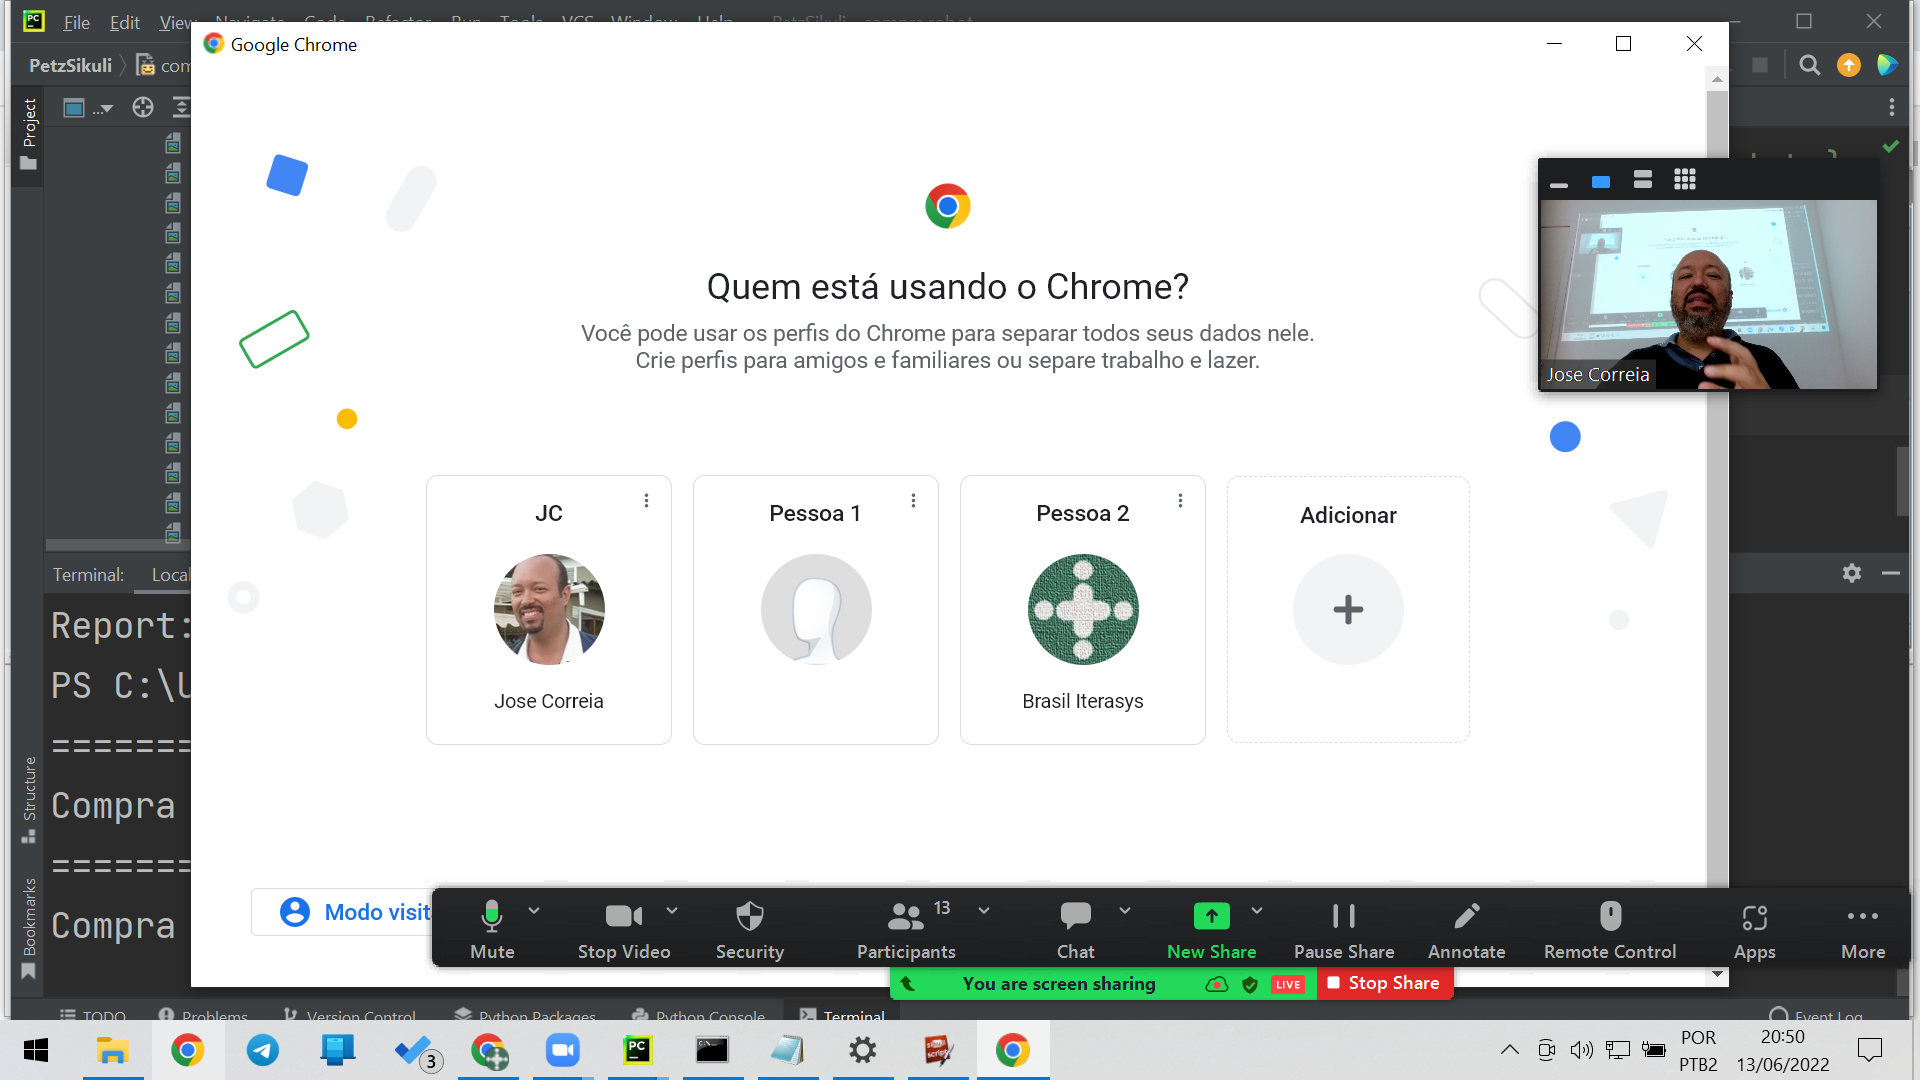 PC File Edit View Navigate Code Refactor Run Tools VCS Window Help PetzSikuli - compra_robot
PetzSikuli com
Google Chrome
Project
...
Quem está usando o Chrome?
Você pode usar os perfis do Chrome para separar todos seus dados nele.
Crie perfis para amigos e familiares ou separe trabalho e lazer.
Jose Correia
JC
Pessoa 1
Pessoa 2
Adicionar
Jose Correia
Brasil Iterasys
Terminal: Local
Report:
PS C:\U
========
Compra
========
Compra
Structure
Bookmarks
Modo visit
Mute
Stop Video
Security
13
Participants
Chat
New Share
Pause Share
Annotate
Remote Control
Apps
More
You are screen sharing LIVE Stop Share
TODO Problems Version Control Python Packages Python Console Terminal Event Log
3
PC
POR
PTB2
20:50
13/06/2022